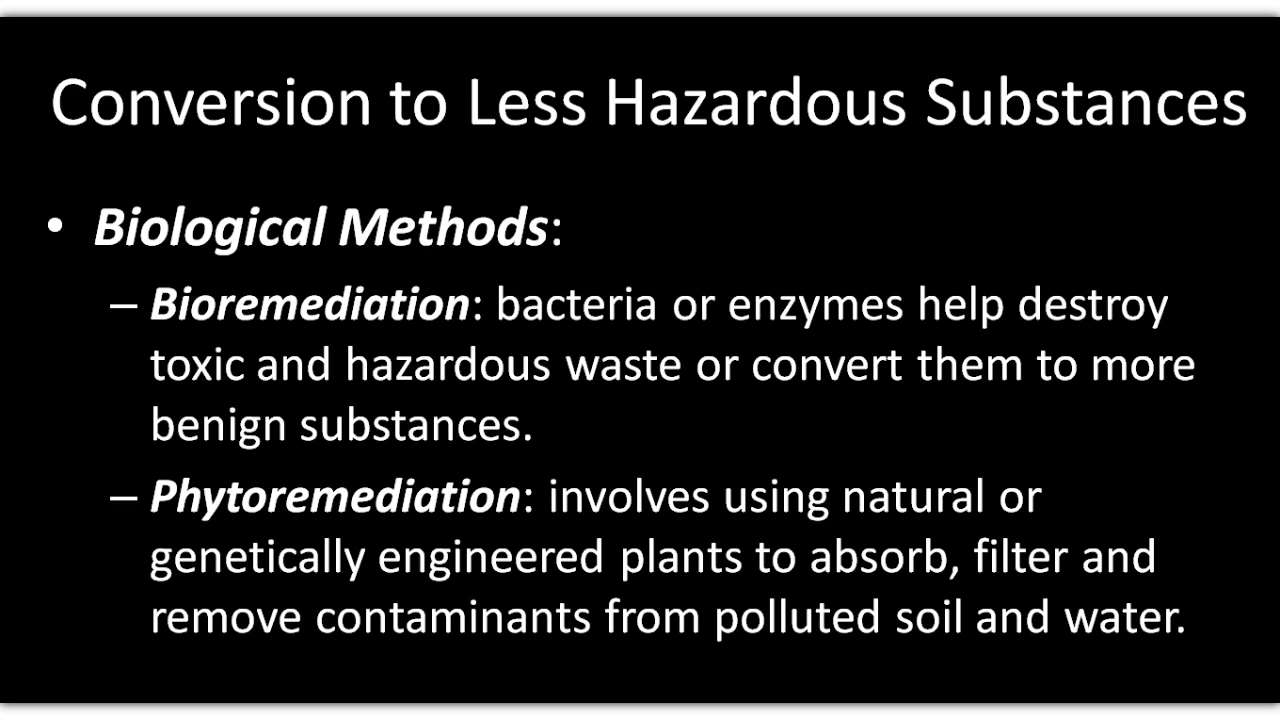 Conversion to Less Hazardous Substances
• Biological Methods:
– Bioremediation: bacteria or enzymes help destroy
toxic and hazardous waste or convert them to more
benign substances.
– Phytoremediation: involves using natural or
genetically engineered plants to absorb, filter and
remove contaminants from polluted soil and water.